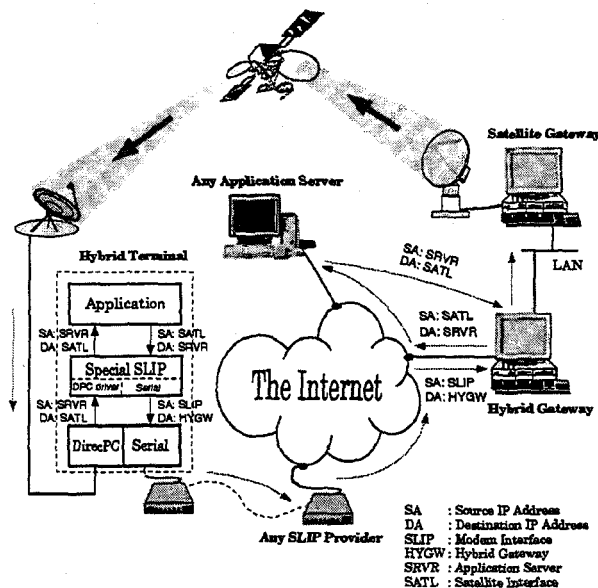 Satellite Gateway
Any Application Server
LAN
SA: SRVR
DA: SATL
SA: SATL
DA: SRVR
Hybrid Terminal
Application
SA: SRVR
DA: SATL
SA: SATL
DA: SRVR
Special SLIP
DPC driver
Serial
SA: SRVR
DA: SATL
SA: SLIP
DA: HYGW
DirecPC
Serial
The Internet
SA: SLIP
DA: HYGW
Hybrid Gateway
Any SLIP Provider
SA : Source IP Address
DA : Destination IP Address
SLIP : Modem Interface
HYGW : Hybrid Gateway
SRVR : Application Server
SATL : Satellite Interface